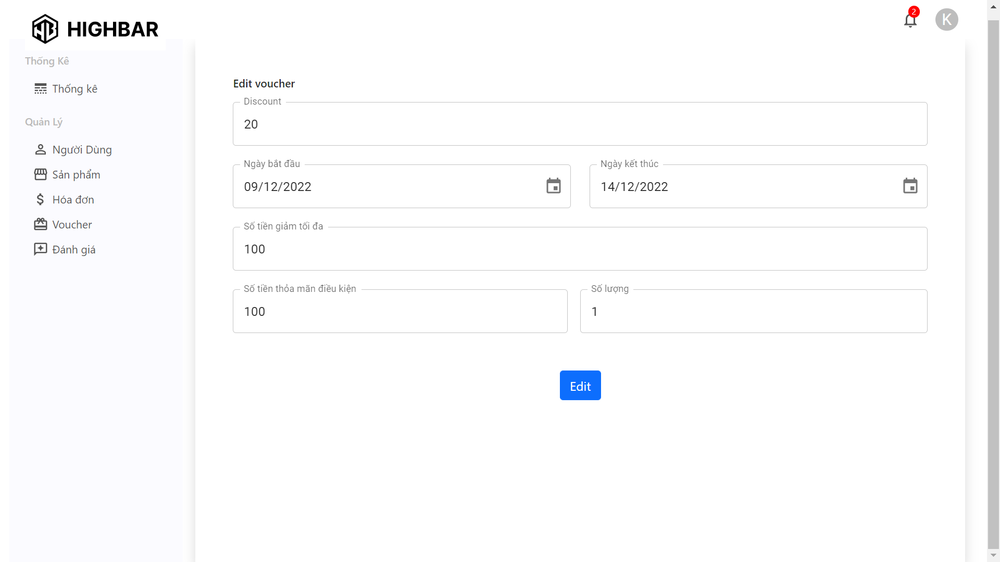 HIGHBAR
2
K
Thống Kê
Thống kê
Quản Lý
Người Dùng
Sản phẩm
Hóa đơn
Voucher
Đánh giá
Edit voucher
Discount
20
Ngày bắt đầu
09/12/2022
Ngày kết thúc
14/12/2022
Số tiền giảm tối đa
100
Số tiền thỏa mãn điều kiện
100
Số lượng
1
Edit